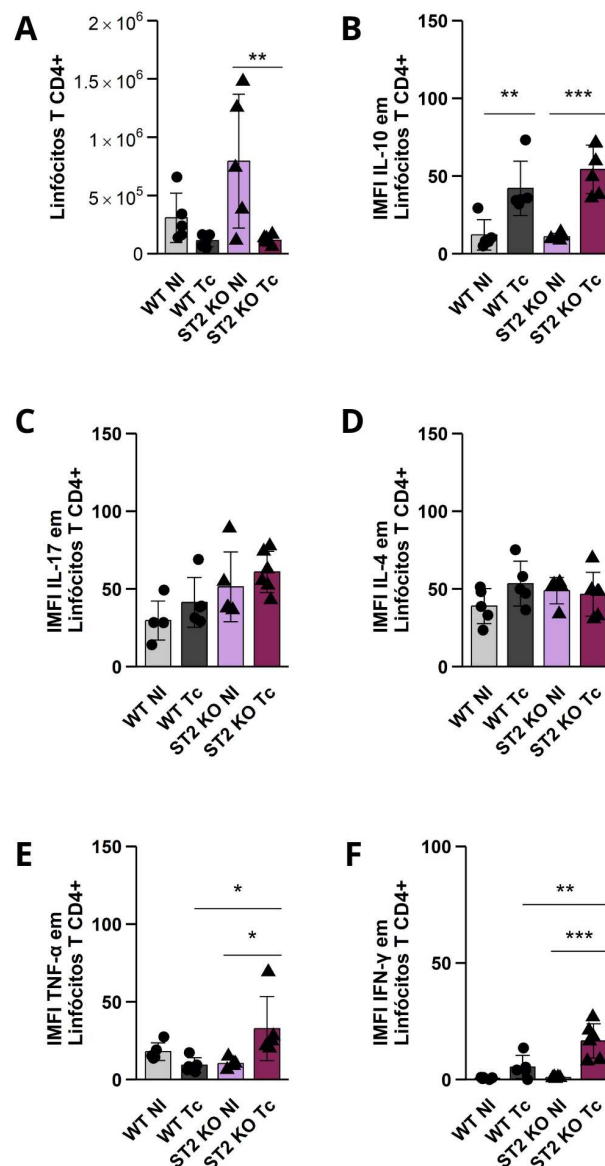 A
Linfócitos T CD4+
1.5 × 10⁶
1 × 10⁶
5 × 10⁵
0
**
WT NI
WT Tc
ST2 KO NI
ST2 KO Tc
B
IMFI IL-10 em
Linfócitos T CD4+
150
100
50
0
**
***
WT NI
WT Tc
ST2 KO NI
ST2 KO Tc
C
IMFI IL-17 em
Linfócitos T CD4+
150
100
50
0
WT NI
WT Tc
ST2 KO NI
ST2 KO Tc
D
IMFI IL-4 em
Linfócitos T CD4+
150
100
50
0
WT NI
WT Tc
ST2 KO NI
ST2 KO Tc
E
IMFI TNF-α em
Linfócitos T CD4+
150
100
50
0
*
*
WT NI
WT Tc
ST2 KO NI
ST2 KO Tc
F
IMFI IFN-γ em
Linfócitos T CD4+
100
50
0
**
***
WT NI
WT Tc
ST2 KO NI
ST2 KO Tc